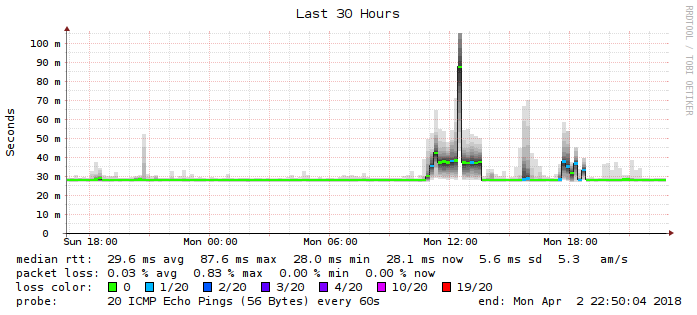 Last 30 Hours
RRDTOOL / TOBI OETIKER
Seconds
100 m
90 m
80 m
70 m
60 m
50 m
40 m
30 m
20 m
10 m
0
Sun 18:00 Mon 00:00 Mon 06:00 Mon 12:00 Mon 18:00
median rtt: 29.6 ms avg 87.6 ms max 28.0 ms min 28.1 ms now 5.6 ms sd 5.3 am/s
packet loss: 0.03 % avg 0.83 % max 0.00 % min 0.00 % now
loss color: 0 1/20 2/20 3/20 4/20 10/20 19/20
probe: 20 ICMP Echo Pings (56 Bytes) every 60s end: Mon Apr 2 22:50:04 2018